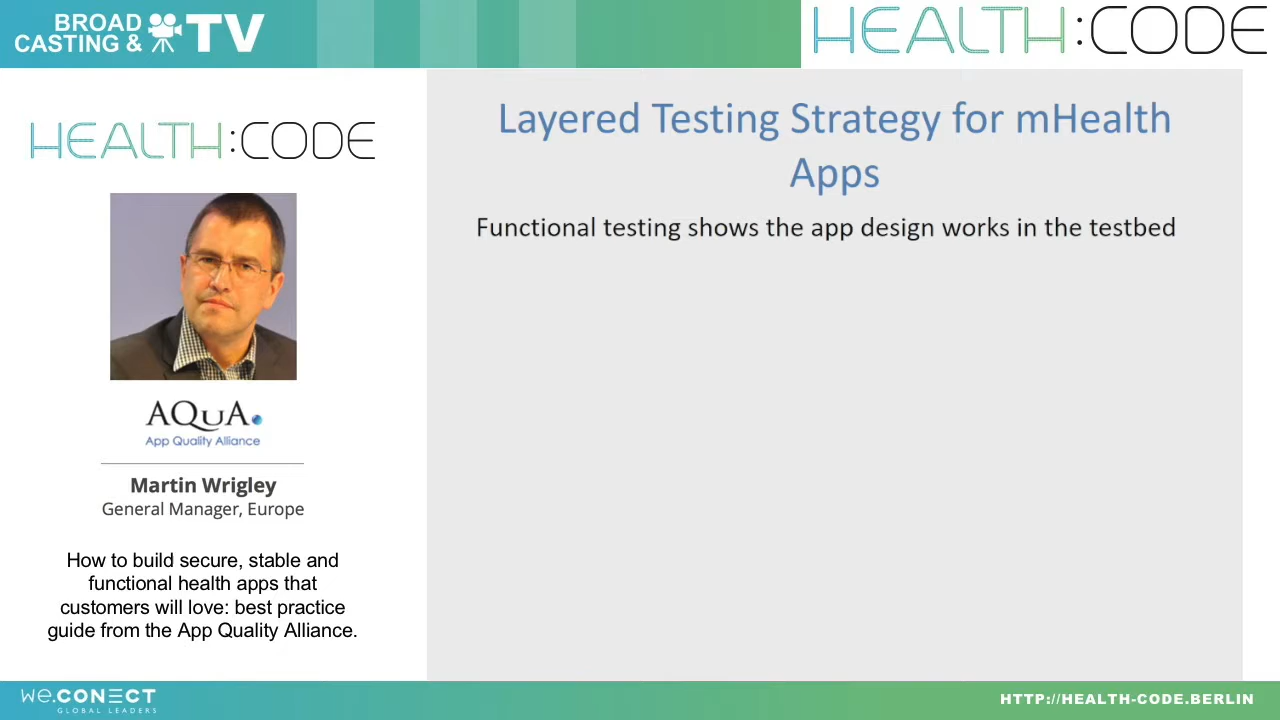 BROAD
CASTING & TV
HEALTH:CODE
HEALTH:CODE
AQuA
App Quality Alliance
Martin Wrigley
General Manager, Europe
How to build secure, stable and
functional health apps that
customers will love: best practice
guide from the App Quality Alliance.
Layered Testing Strategy for mHealth
Apps
Functional testing shows the app design works in the testbed
we.CONECT
GLOBAL LEADERS
HTTP://HEALTH-CODE.BERLIN